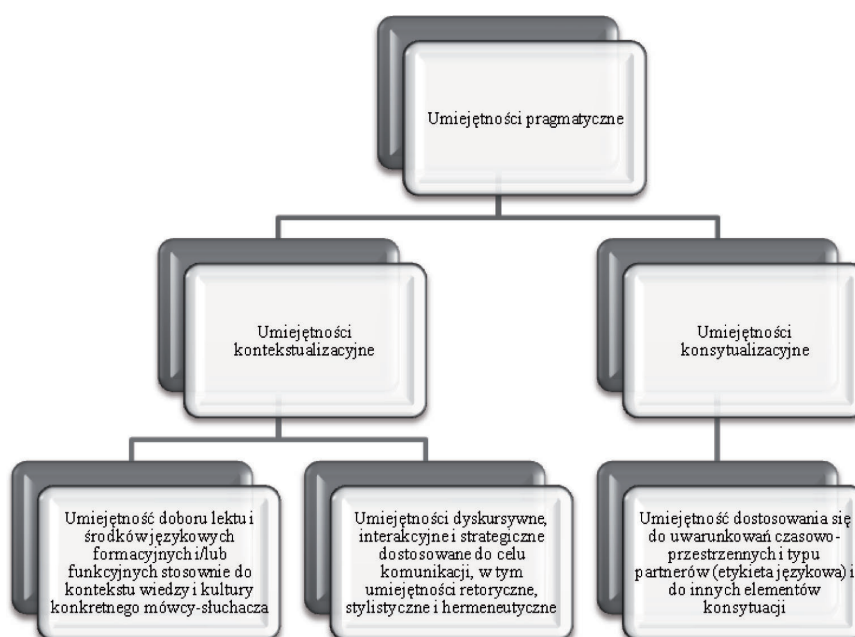 Umiejętności pragmatyczne
Umiejętności
kontekstualizacyjne
Umiejętności
konsytualizacyjne
Umiejętność doboru lektu i
środków językowych
formacyjnych i/lub
funkcyjnych stosownie do
kontekstu wiedzy i kultury
konkretnego mówcy-słuchacza
Umiejętności dyskursywne,
interakcyjne i strategiczne
dostosowane do celu
komunikacji, w tym
umiejętności retoryczne,
stylistyczne i hermeneutyczne
Umiejętność dostosowania się
do uwarunkowań czasowo-
przestrzennych i typu
partnerów (etykieta językowa) i
do innych elementów
konsytuacji